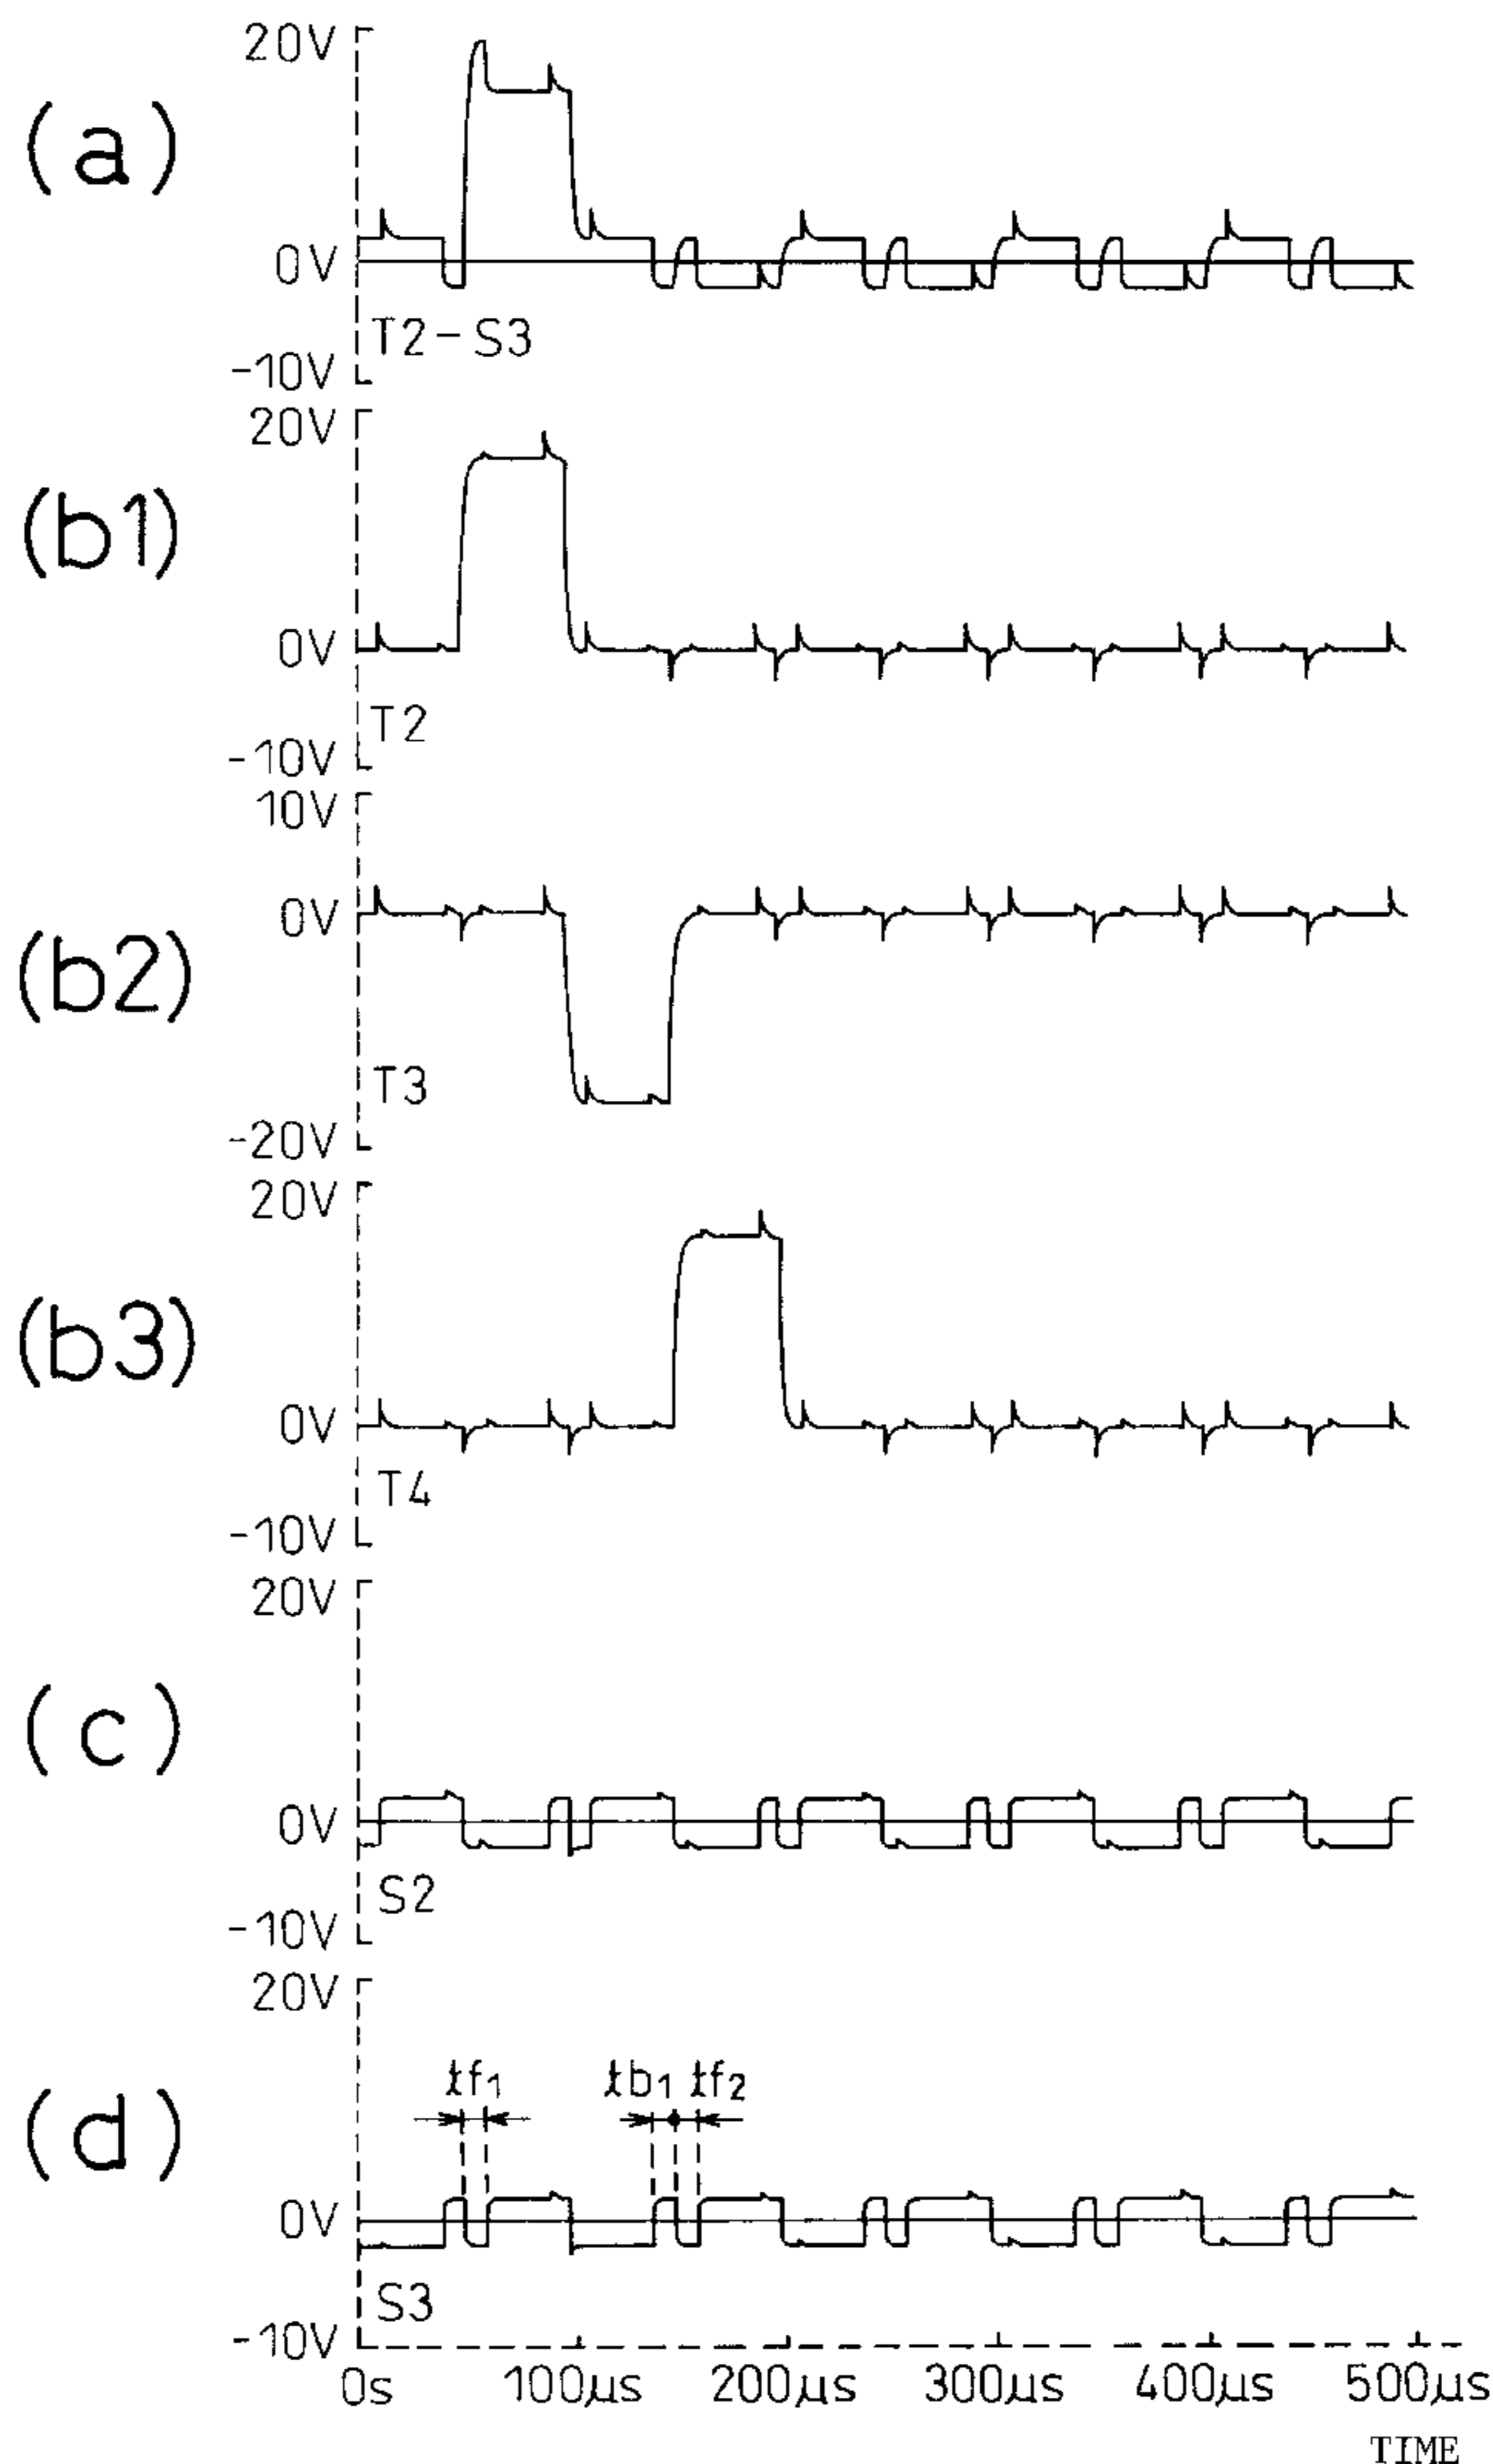 (a)
20V
0V
T2-S3
-10V
(b1)
20V
0V
T2
-10V
(b2)
10V
0V
T3
-20V
(b3)
20V
0V
T4
-10V
(c)
20V
0V
S2
-10V
(d)
20V
tf1 tb1 tf2
0V
S3
-10V
0s 100μs 200μs 300μs 400μs 500μs
TIME